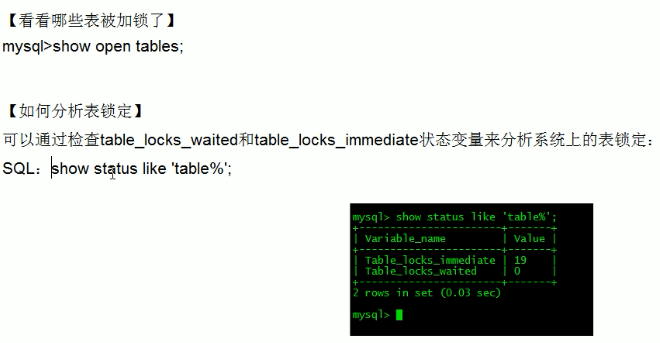 【看看哪些表被加锁了】
mysql>show open tables;
【如何分析表锁定】
可以通过检查table_locks_waited和table_locks_immediate状态变量来分析系统上的表锁定：
SQL：show status like 'table%';
mysql> show status like 'table%';
+-----------------------+-------+
| Variable_name         | Value |
+-----------------------+-------+
| Table_locks_immediate | 19    |
| Table_locks_waited    | 0     |
+-----------------------+-------+
2 rows in set (0.03 sec)
mysql>